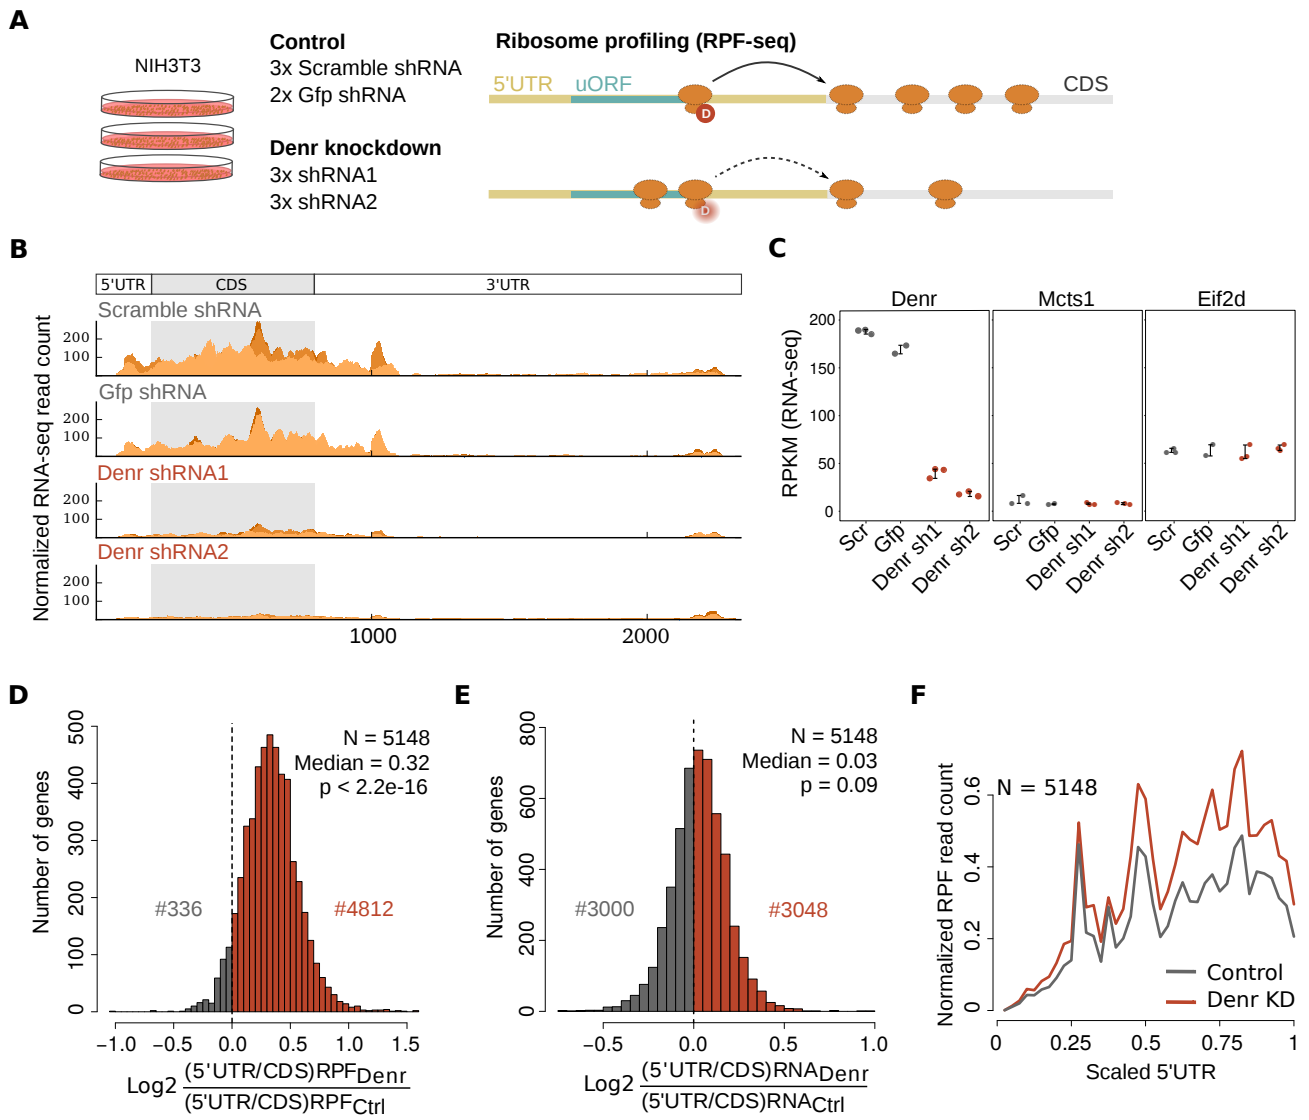 A
NIH3T3
Control
3x Scramble shRNA
2x Gfp shRNA
Denr knockdown
3x shRNA1
3x shRNA2
Ribosome profiling (RPF-seq)
5'UTR
uORF
CDS
D
D
B
5'UTR
CDS
3'UTR
Normalized RNA-seq read count
Scramble shRNA
200
100
Gfp shRNA
200
100
Denr shRNA1
200
100
Denr shRNA2
200
100
1000
2000
C
Denr
Mcts1
Eif2d
RPKM (RNA-seq)
200
150
100
50
0
Scr
Gfp
Denr sh1
Denr sh2
Scr
Gfp
Denr sh1
Denr sh2
Scr
Gfp
Denr sh1
Denr sh2
D
Number of genes
500
400
300
200
100
0
N = 5148
Median = 0.32
p < 2.2e-16
#336
#4812
−1.0
−0.5
0.0
0.5
1.0
1.5
Log2 (5'UTR/CDS)RPFDenr
(5'UTR/CDS)RPFCtrl
E
Number of genes
800
600
400
200
0
N = 5148
Median = 0.03
p = 0.09
#3000
#3048
−0.5
0.0
0.5
1.0
Log2 (5'UTR/CDS)RNADenr
(5'UTR/CDS)RNACtrl
F
Normalized RPF read count
0.6
0.4
0.2
0
N = 5148
Control
Denr KD
0
0.25
0.5
0.75
1
Scaled 5'UTR